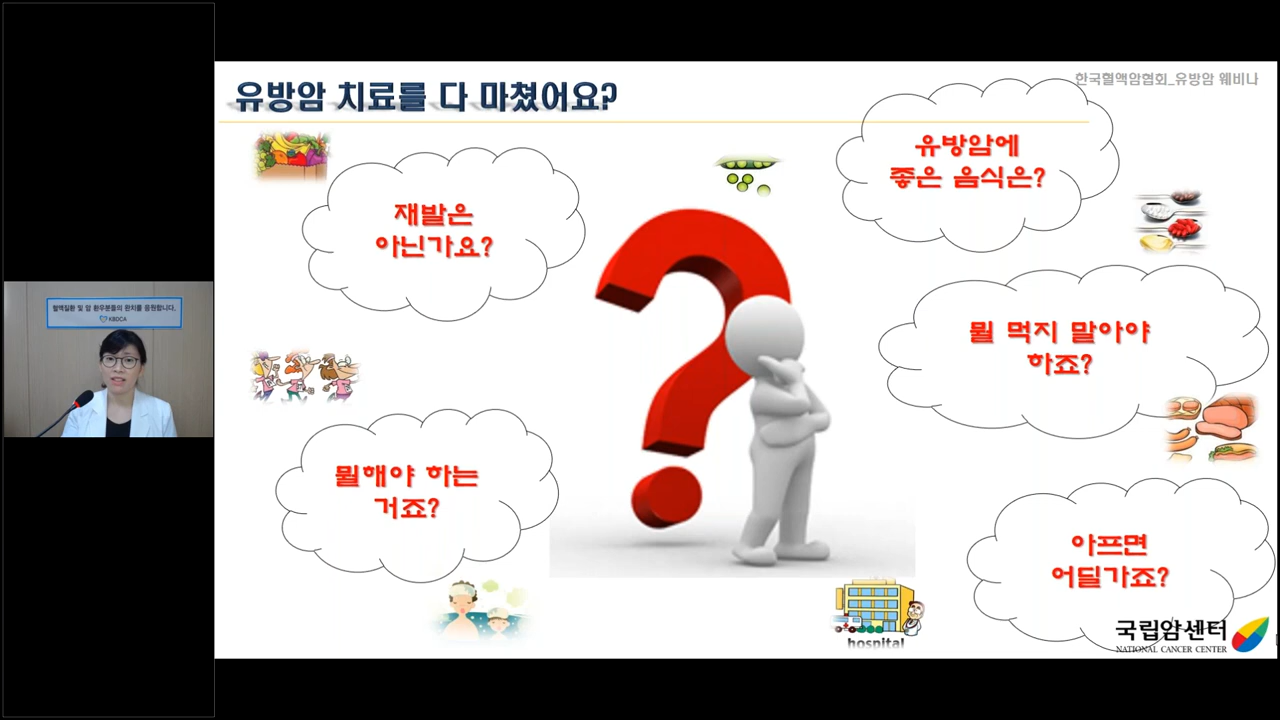 유방암 치료를 다 마쳤어요?
한국혈액암협회_유방암 웨비나
재발은
아닌가요?
유방암에
좋은 음식은?
뭘 먹지 말아야
하죠?
뭘해야 하는
거죠?
아프면
어딜가죠?
hospital
국립암센터
NATIONAL CANCER CENTER
혈액질환 및 암 환우분들의 완치를 응원합니다.
KBDCA